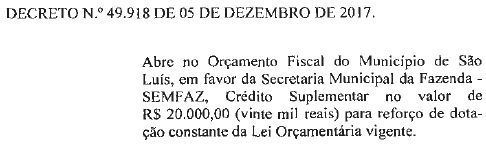 DECRETO N.º 49.918 DE 05 DE DEZEMBRO DE 2017.
Abre no Orçamento Fiscal do Município de São
Luís, em favor da Secretaria Municipal da Fazenda -
SEMFAZ, Crédito Suplementar no valor de
R$ 20.000,00 (vinte mil reais) para reforço de dota-
ção constante da Lei Orçamentária vigente.